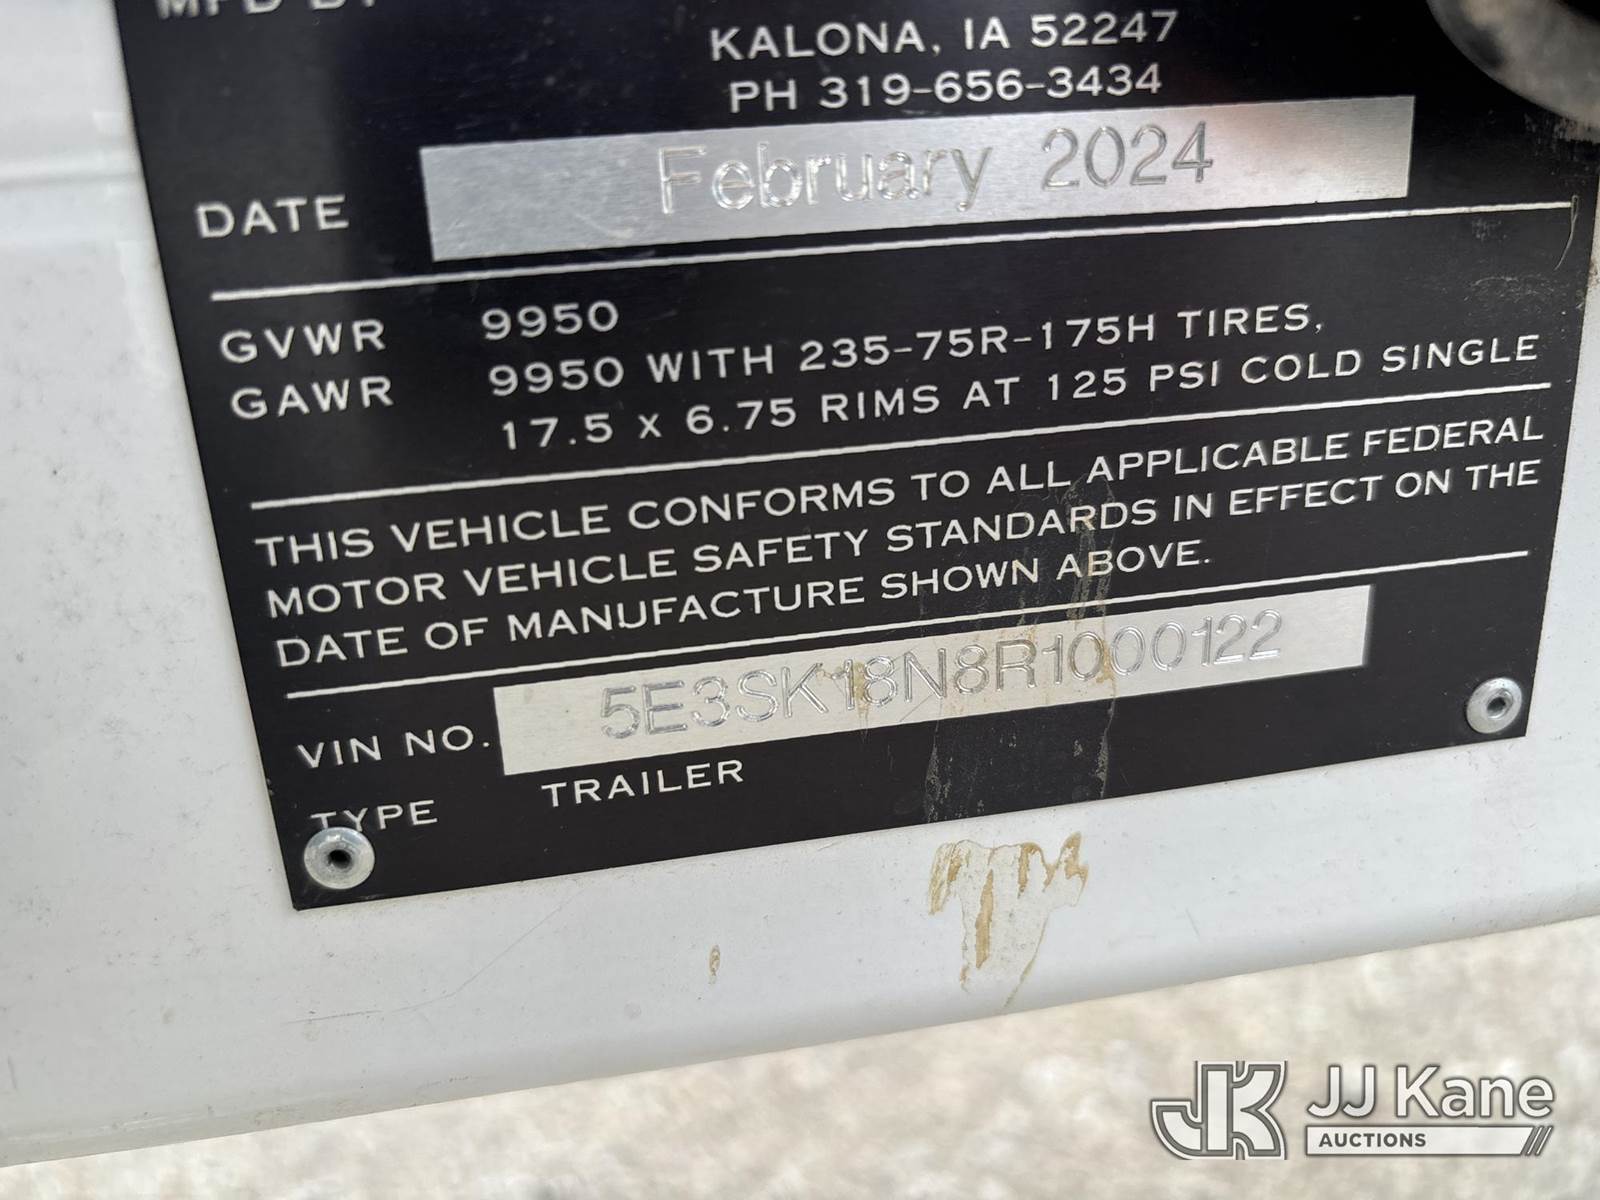 MFD BY
KALONA, IA 52247
PH 319-656-3434
DATE February 2024
GVWR 9950
GAWR 9950 WITH 235-75R-175H TIRES,
17.5 x 6.75 RIMS AT 125 PSI COLD SINGLE
THIS VEHICLE CONFORMS TO ALL APPLICABLE FEDERAL
MOTOR VEHICLE SAFETY STANDARDS IN EFFECT ON THE
DATE OF MANUFACTURE SHOWN ABOVE.
VIN NO. 5E3SK18N8R1000122
TYPE TRAILER
JK JJ Kane
AUCTIONS